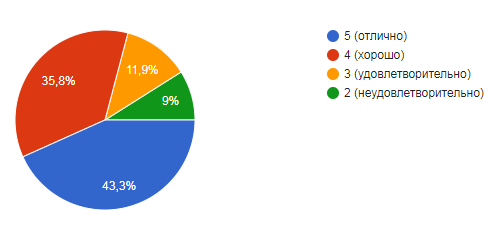 5 (отлично)
4 (хорошо)
3 (удовлетворительно)
2 (неудовлетворительно)
35,8%
11,9%
9%
43,3%